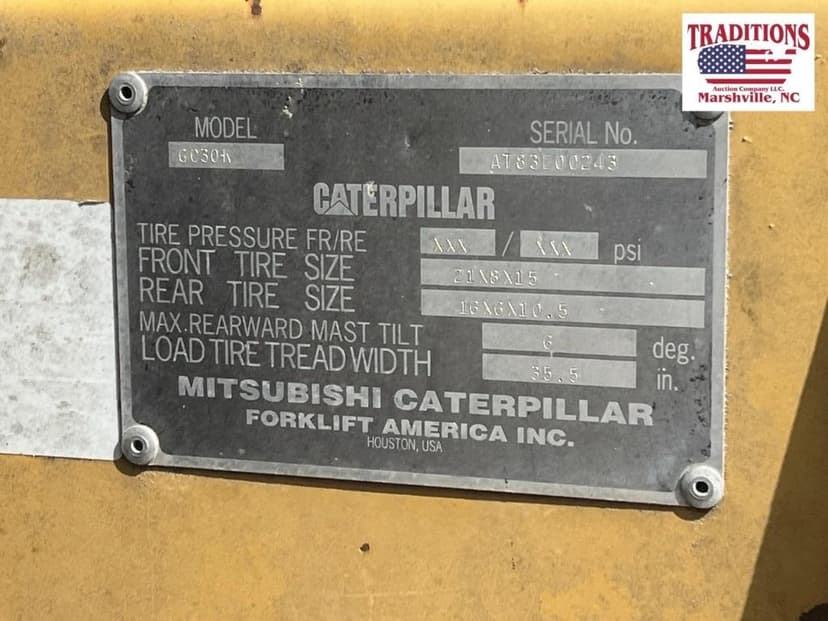 TRADITIONS
Auction Company LLC.
Marshville, NC
MODEL SERIAL No.
GC30K AT83E00243
CATERPILLAR
TIRE PRESSURE FR/RE XXX / XXX psi
FRONT TIRE SIZE 21X8X15
REAR TIRE SIZE 16X6X10.5
MAX. REARWARD MAST TILT 6 deg.
LOAD TIRE TREAD WIDTH 35.5 in.
MITSUBISHI CATERPILLAR
FORKLIFT AMERICA INC.
HOUSTON, USA